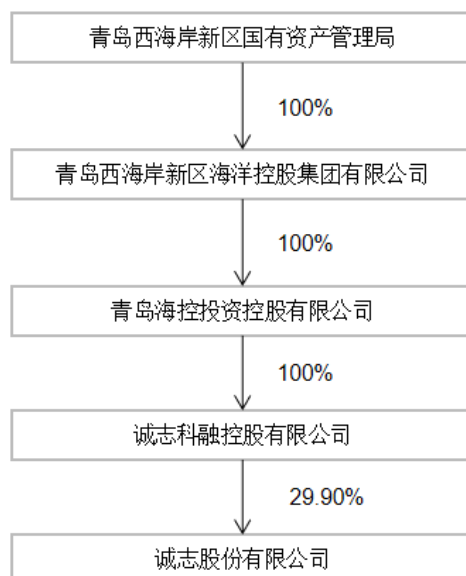 青岛西海岸新区国有资产管理局
100%
青岛西海岸新区海洋控股集团有限公司
100%
青岛海控投资控股有限公司
100%
诚志科融控股有限公司
29.90%
诚志股份有限公司